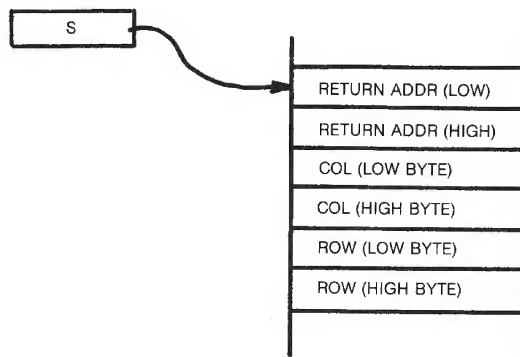 S
RETURN ADDR (LOW)
RETURN ADDR (HIGH)
COL (LOW BYTE)
COL (HIGH BYTE)
ROW (LOW BYTE)
ROW (HIGH BYTE)